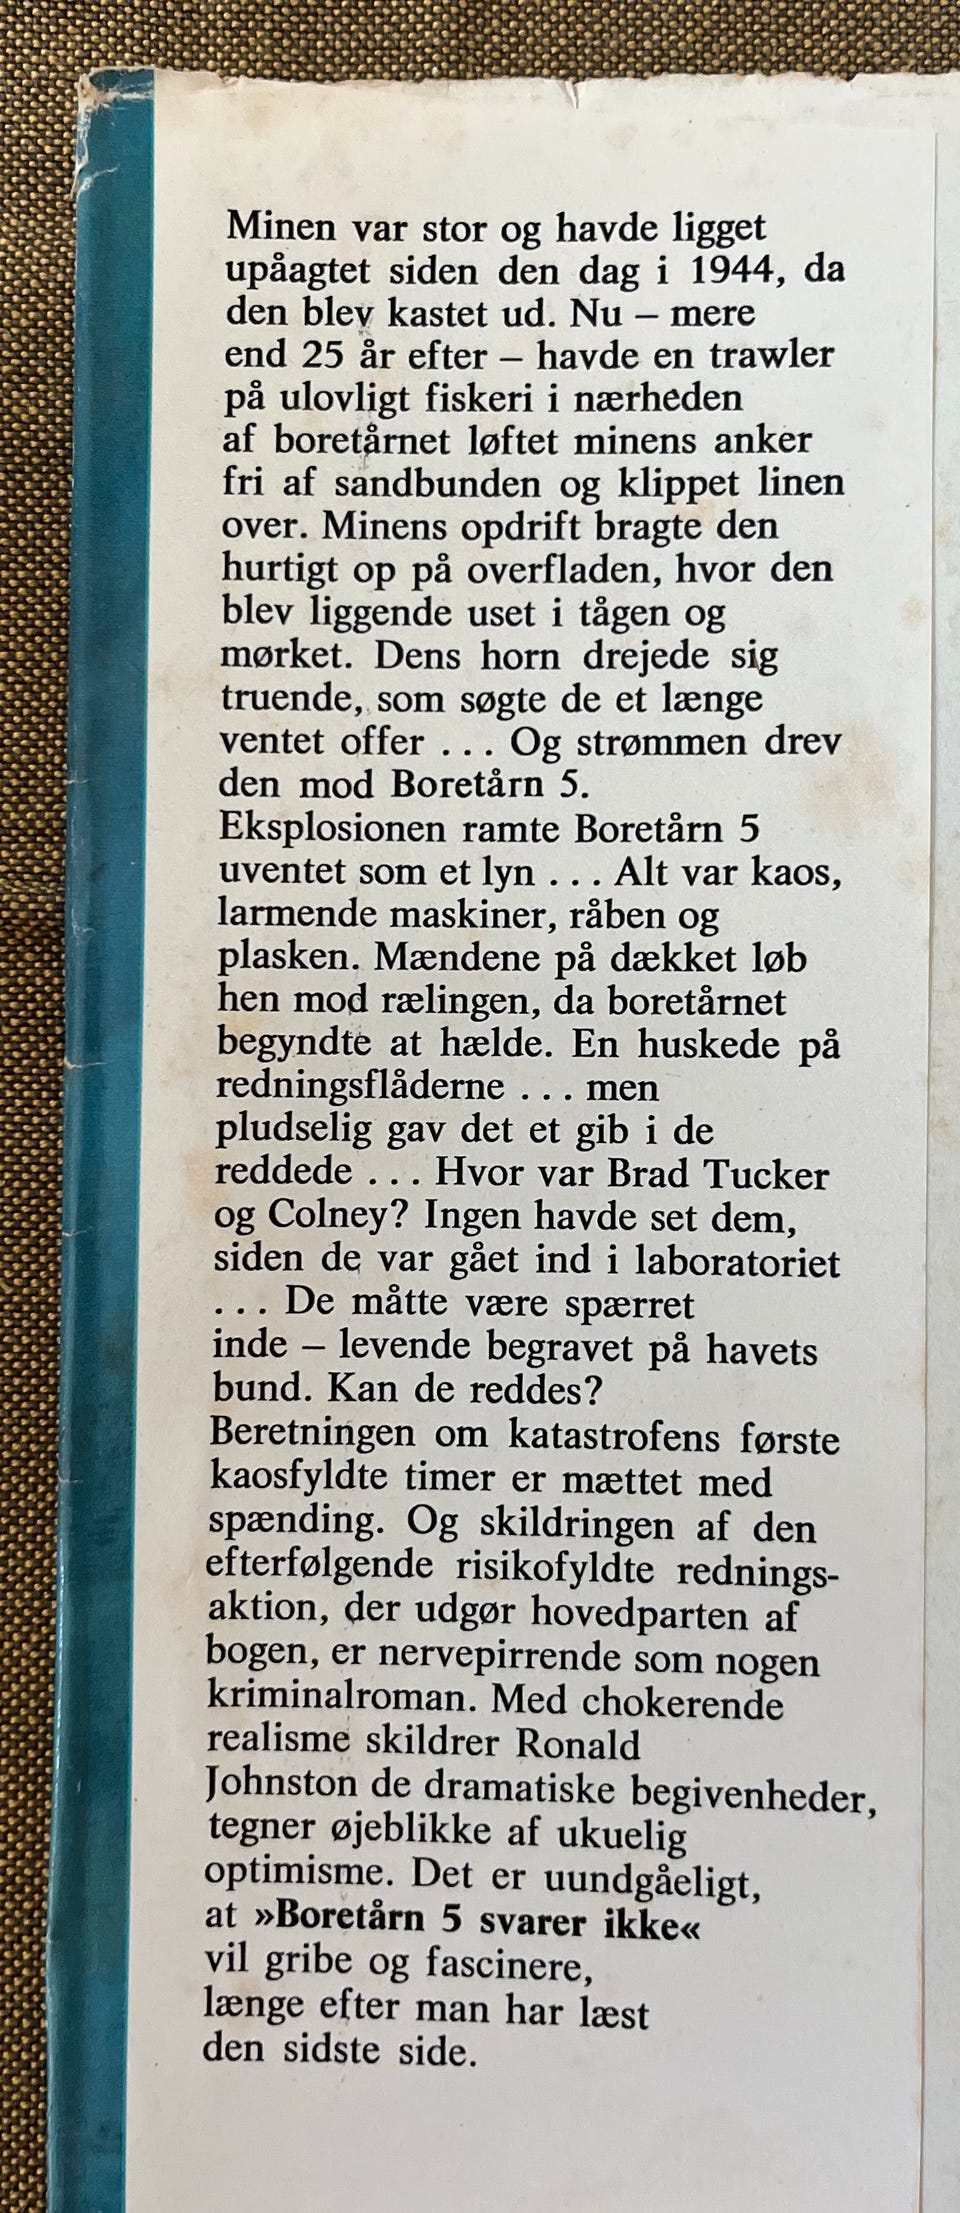 Minen var stor og havde ligget
upåagtet siden den dag i 1944, da
den blev kastet ud. Nu – mere
end 25 år efter – havde en trawler
på ulovligt fiskeri i nærheden
af boretårnet løftet minens anker
fri af sandbunden og klippet linen
over. Minens opdrift bragte den
hurtigt op på overfladen, hvor den
blev liggende uset i tågen og
mørket. Dens horn drejede sig
truende, som søgte de et længe
ventet offer ... Og strømmen drev
den mod Boretårn 5.
Eksplosionen ramte Boretårn 5
uventet som et lyn ... Alt var kaos,
larmende maskiner, råben og
plasken. Mændene på dækket løb
hen mod rælingen, da boretårnet
begyndte at hælde. En huskede på
redningsflåderne ... men
pludselig gav det et gib i de
reddede ... Hvor var Brad Tucker
og Colney? Ingen havde set dem,
siden de var gået ind i laboratoriet
... De måtte være spærret
inde – levende begravet på havets
bund. Kan de reddes?
Beretningen om katastrofens første
kaosfyldte timer er mættet med
spænding. Og skildringen af den
efterfølgende risikofyldte rednings-
aktion, der udgør hovedparten af
bogen, er nervepirrende som nogen
kriminalroman. Med chokerende
realisme skildrer Ronald
Johnston de dramatiske begivenheder,
tegner øjeblikke af ukuelig
optimisme. Det er uundgåeligt,
at »Boretårn 5 svarer ikke«
vil gribe og fascinere,
længe efter man har læst
den sidste side.